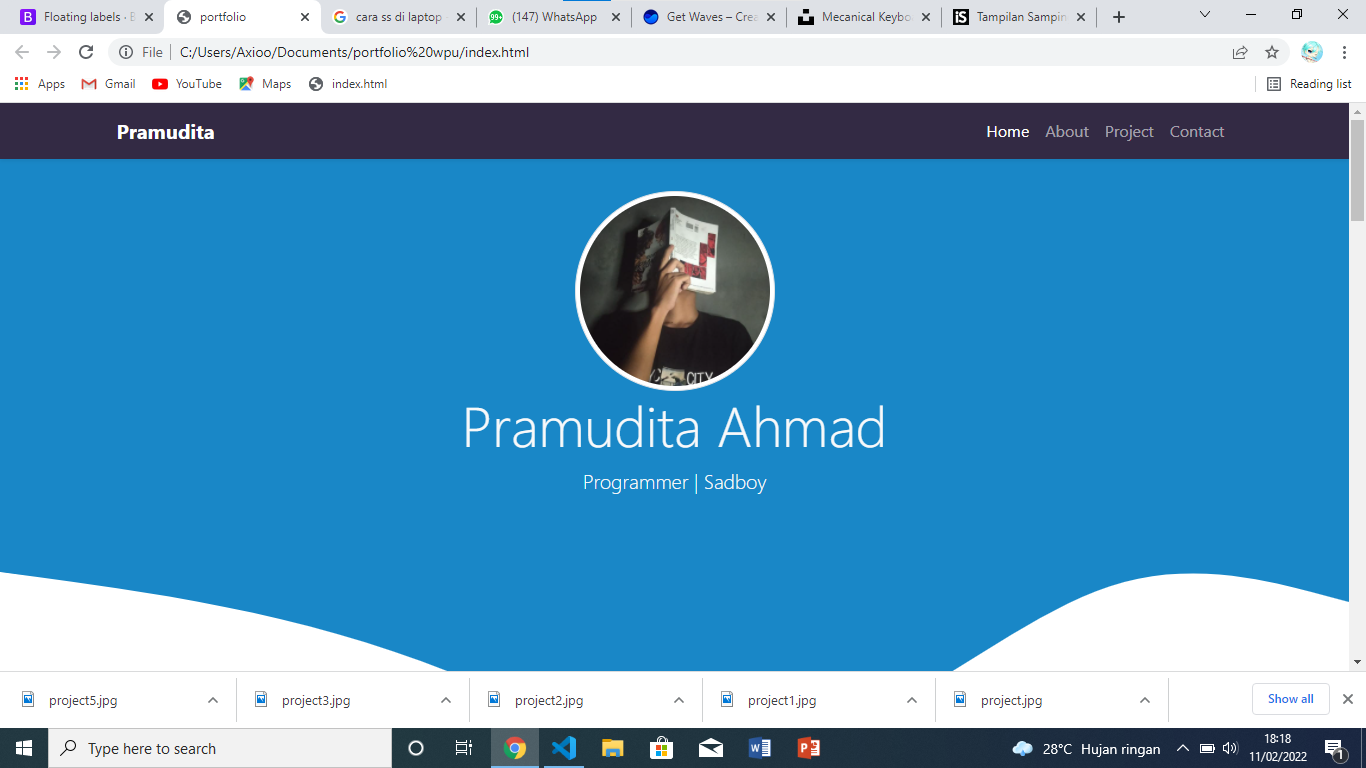 Floating labels · B
portfolio
cara ss di laptop
(147) WhatsApp
Get Waves – Crea
Mecanical Keybo
Tampilan Samping
File
C:/Users/Axioo/Documents/portfolio%20wpu/index.html
Apps
Gmail
YouTube
Maps
index.html
Reading list
Pramudita
Home
About
Project
Contact
CITY
Pramudita Ahmad
Programmer | Sadboy
project5.jpg
project3.jpg
project2.jpg
project1.jpg
project.jpg
Show all
Type here to search
28°C Hujan ringan
18:18
11/02/2022
1